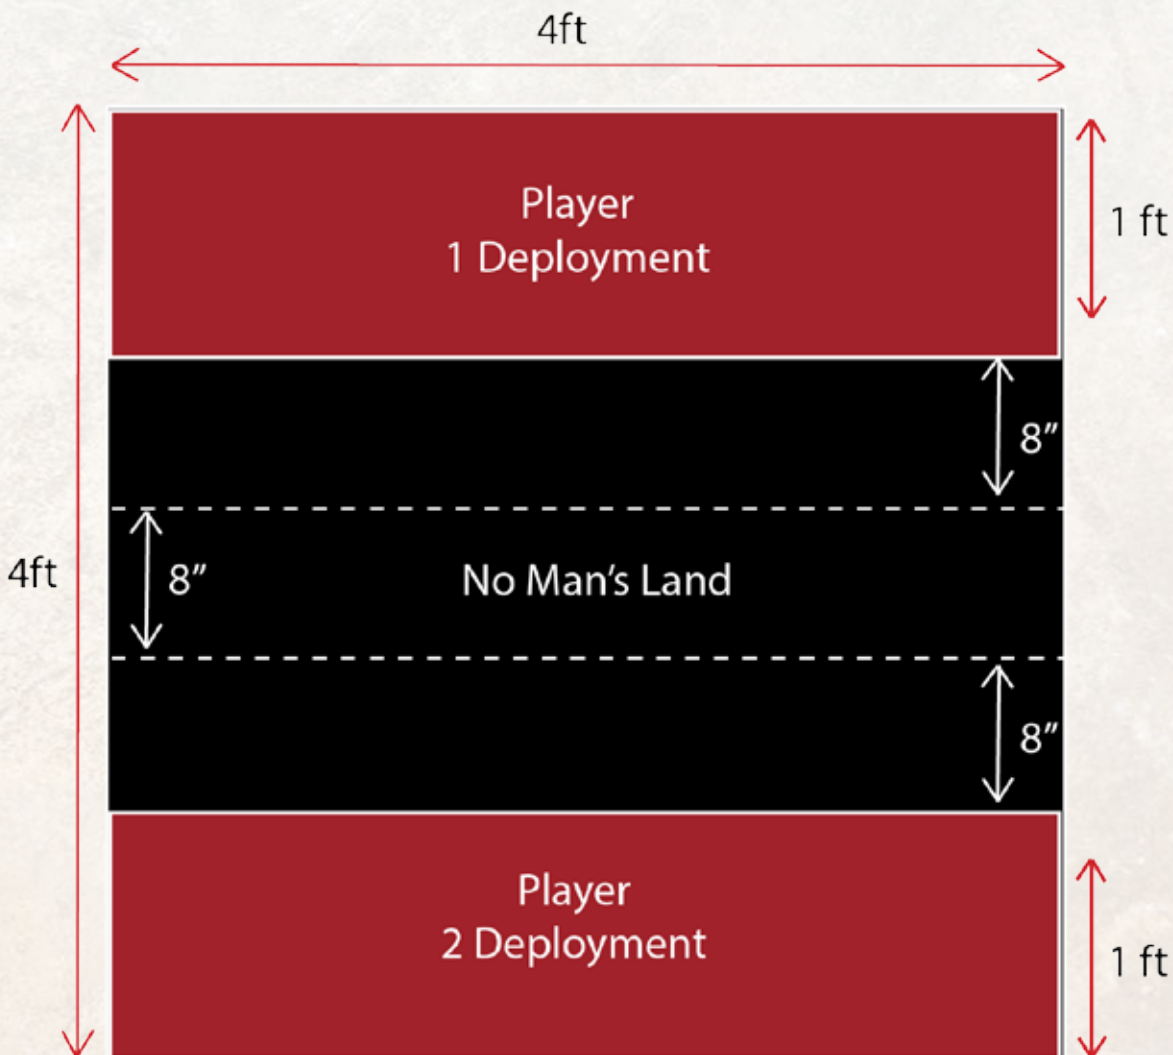 4ft
Player
1 Deployment
1 ft
8”
4ft
8”
No Man’s Land
8”
Player
2 Deployment
1 ft